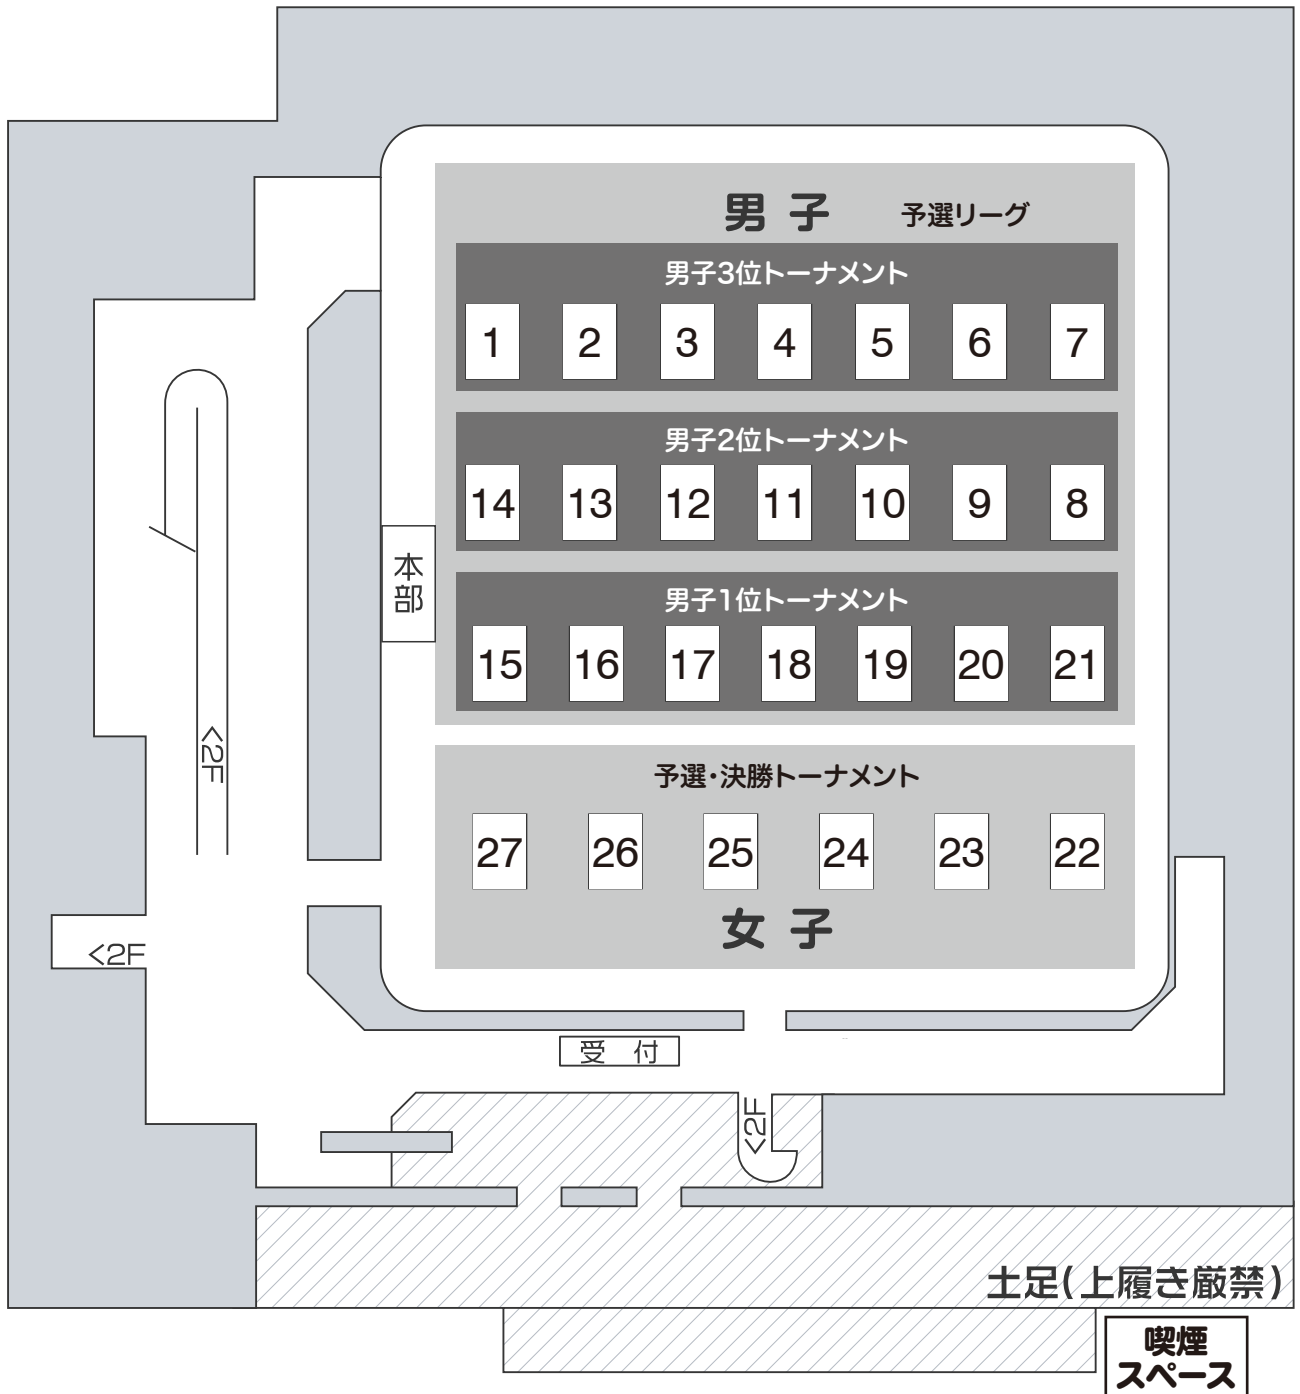 男子 予選リーグ
男子3位トーナメント
1 2 3 4 5 6 7
男子2位トーナメント
14 13 12 11 10 9 8
本部
男子1位トーナメント
15 16 17 18 19 20 21
<2F
予選・決勝トーナメント
27 26 25 24 23 22
女子
<2F
受付
<2F
土足(上履き厳禁)
喫煙
スペース